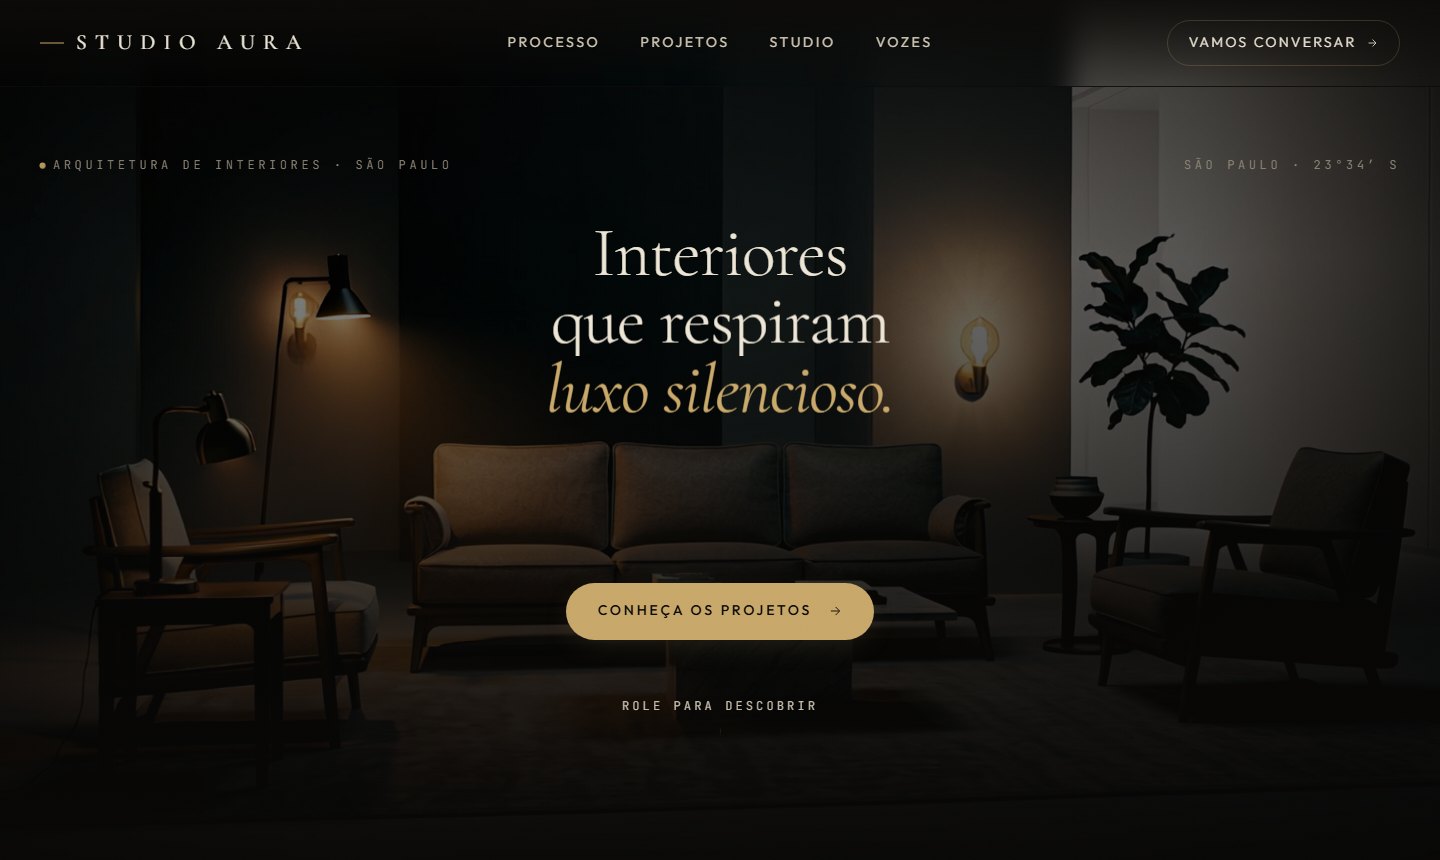 STUDIO AURA
PROCESSO PROJETOS STUDIO VOZES
VAMOS CONVERSAR →
ARQUITETURA DE INTERIORES · SÃO PAULO
SÃO PAULO · 23°34′ S
Interiores
que respiram
luxo silencioso.
CONHEÇA OS PROJETOS →
ROLE PARA DESCOBRIR